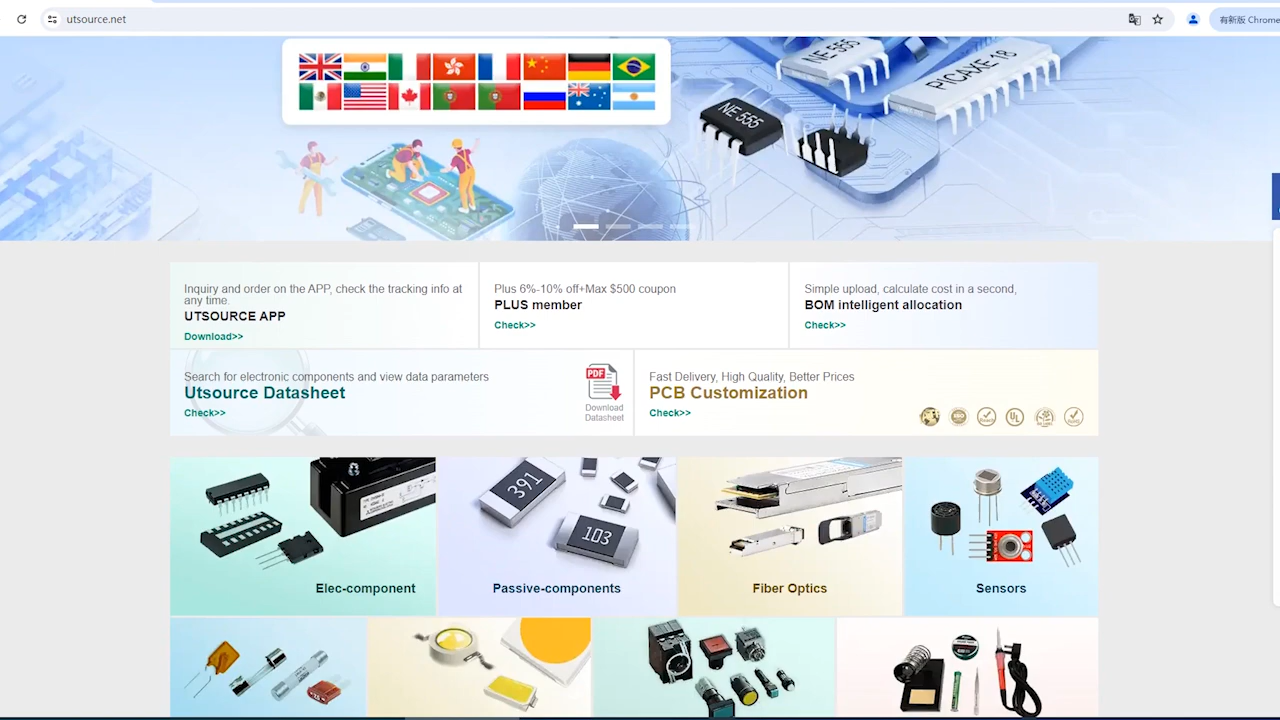 utsource.net
有新版 Chrome
NE 555
PICAXE-18
NE 555
Inquiry and order on the APP, check the tracking info at
any time.
UTSOURCE APP
Download>>
Plus 6%-10% off+Max $500 coupon
PLUS member
Check>>
Simple upload, calculate cost in a second,
BOM intelligent allocation
Check>>
Search for electronic components and view data parameters
Utsource Datasheet
Check>>
PDF
Download
Datasheet
Fast Delivery, High Quality, Better Prices
PCB Customization
Check>>
UL
391
103
Elec-component
Passive-components
Fiber Optics
Sensors